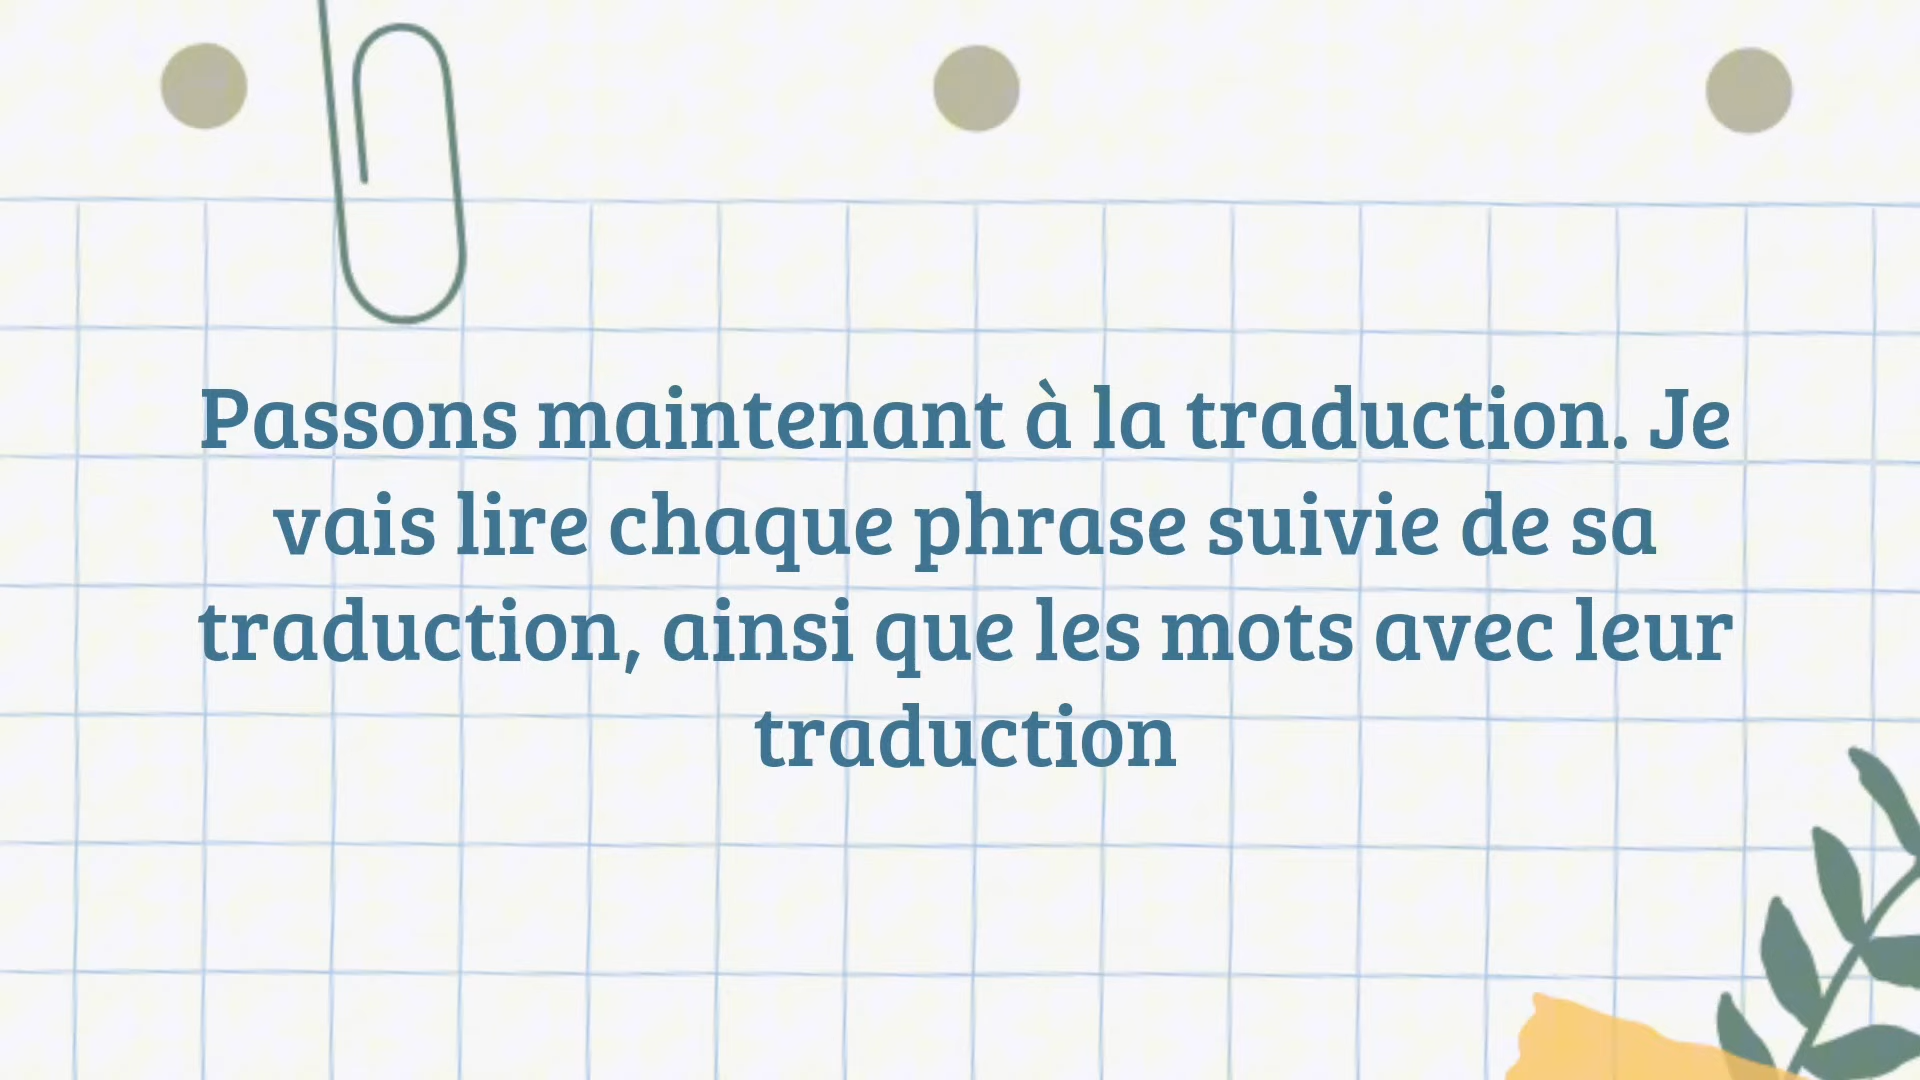 Passons maintenant à la traduction. Je
vais lire chaque phrase suivie de sa
traduction, ainsi que les mots avec leur
traduction